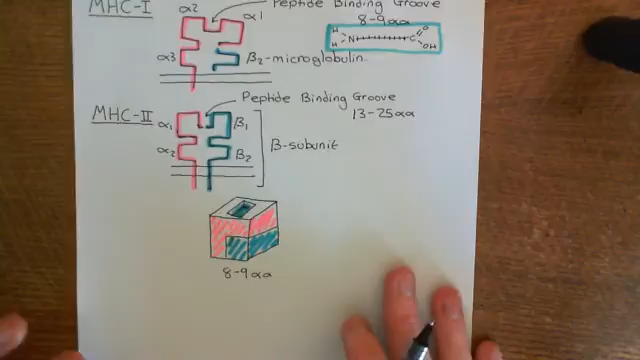 MHC-I
α2
Peptide Binding Groove
α1
8-9αα
H
H
N
C
O
OH
α3
β2-microglobulin
MHC-II
Peptide Binding Groove
13-25αα
α1
β1
α2
β2
β-subunit
8-9αα